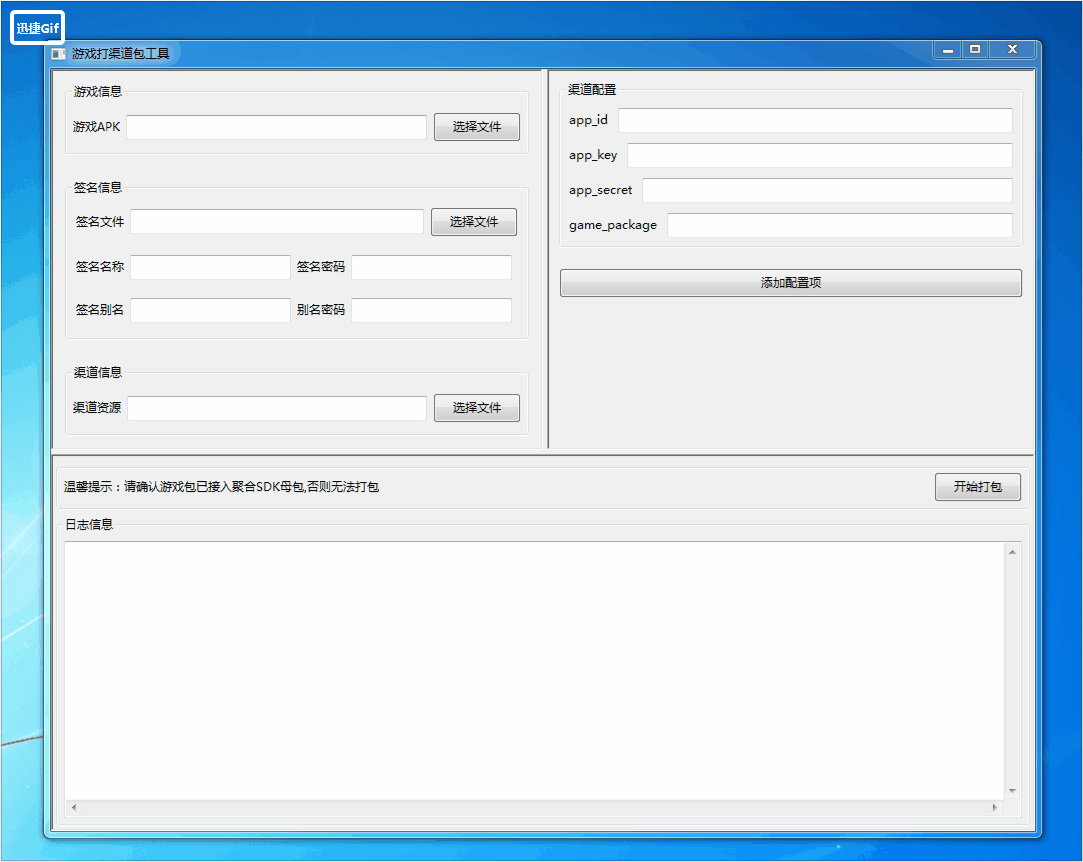 迅捷Gif
游戏打渠道包工具
游戏信息
游戏APK 选择文件
签名信息
签名文件 选择文件
签名名称 签名密码
签名别名 别名密码
渠道信息
渠道资源 选择文件
渠道配置
app_id
app_key
app_secret
game_package
添加配置项
温馨提示：请确认游戏包已接入聚合SDK母包,否则无法打包 开始打包
日志信息